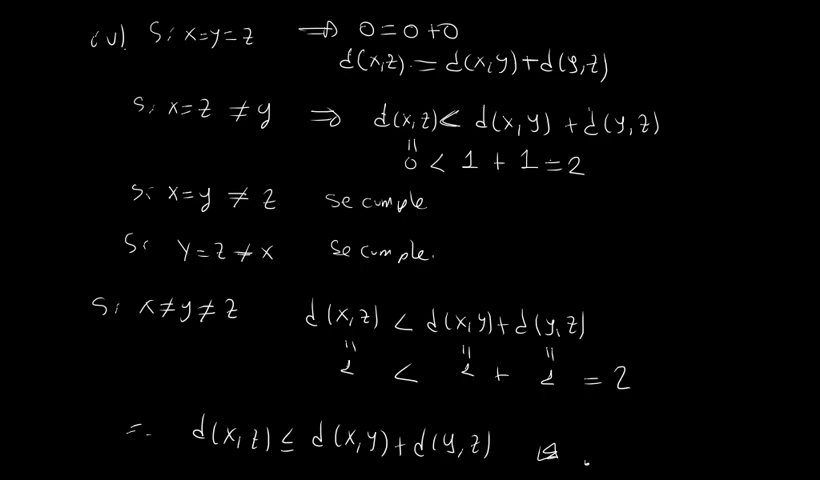 iv) Si x=y=z ⟹ 0=0+0
d(x,z) = d(x,y)+d(y,z)
Si x=z ≠ y ⟹ d(x,z) < d(x,y) + d(y,z)
0 < 1 + 1 = 2
Si x=y ≠ z se cumple
Si y=z ≠ x se cumple.
Si x≠y≠z d(x,z) < d(x,y)+d(y,z)
1 < 1 + 1 = 2
∴ d(x,z) ≤ d(x,y)+d(y,z)